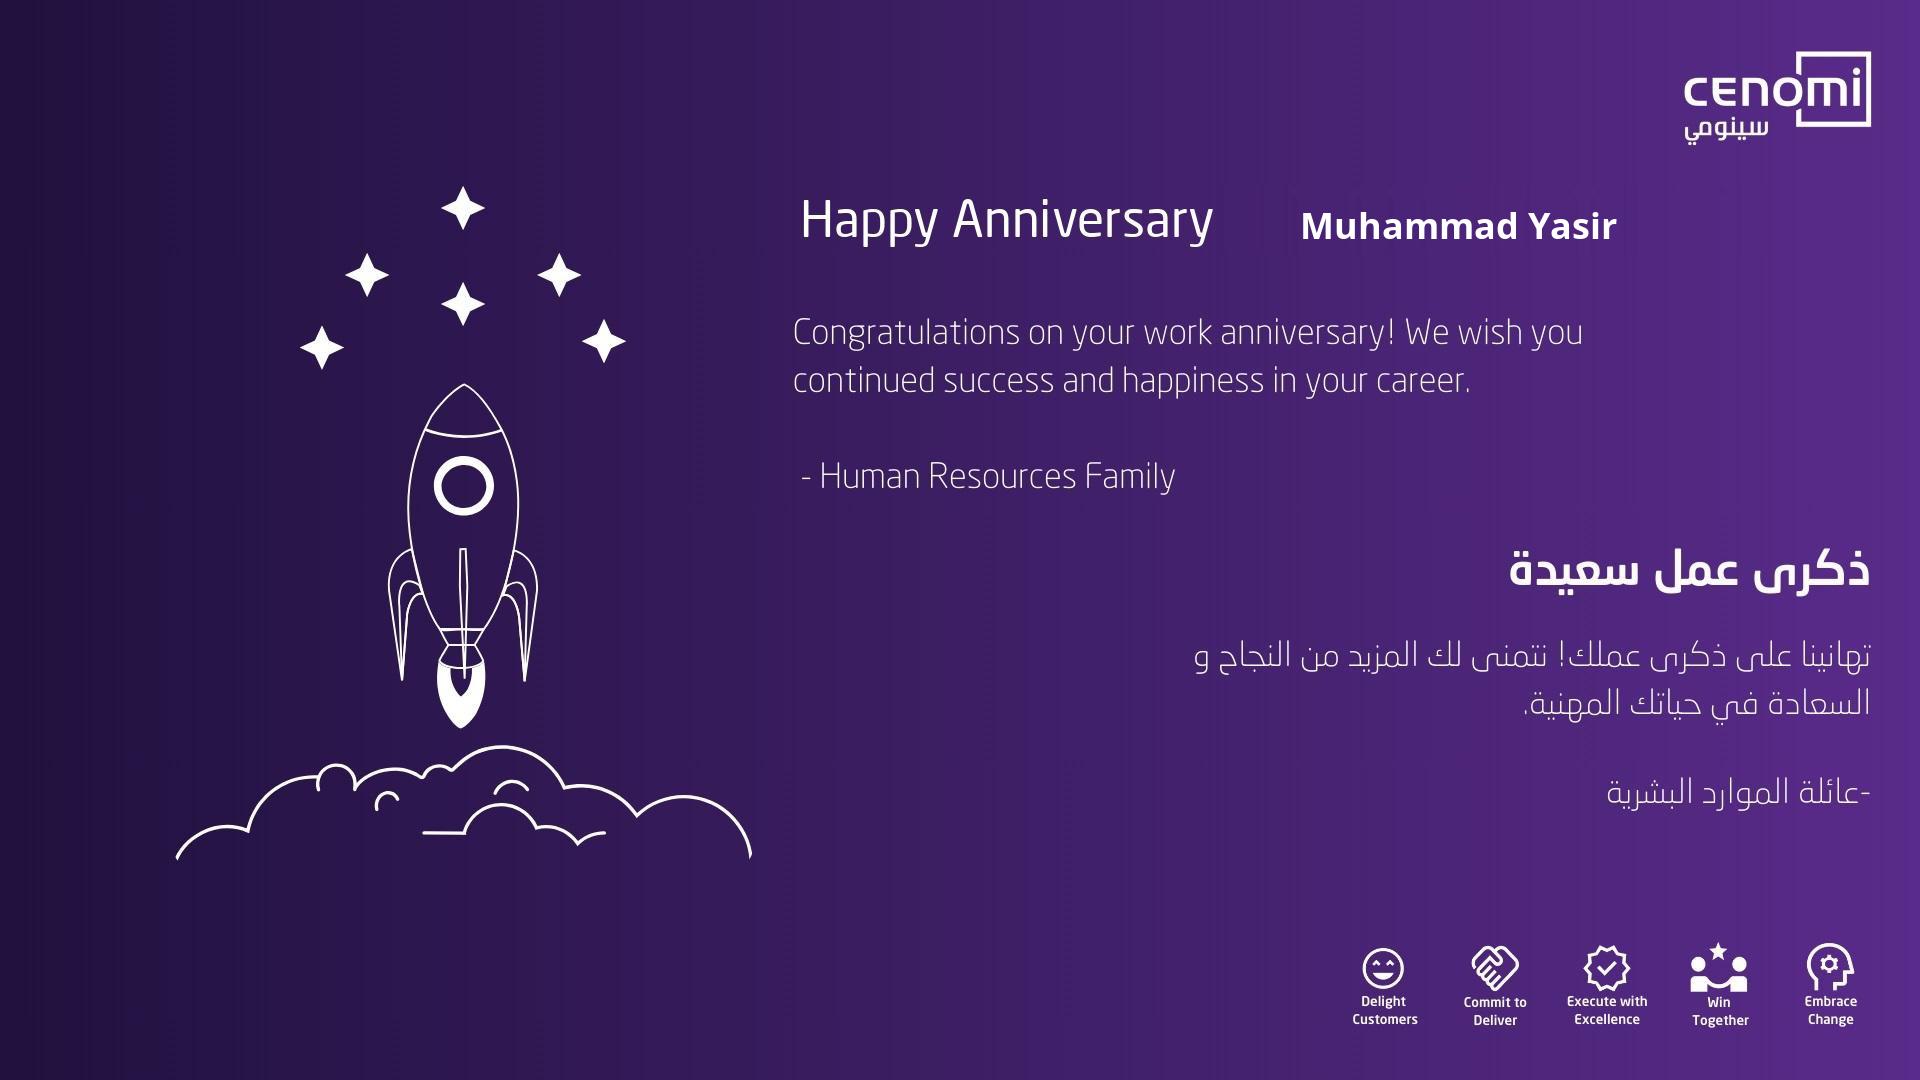 cenomi
سينومي
Happy Anniversary Muhammad Yasir
Congratulations on your work anniversary! We wish you
continued success and happiness in your career.
- Human Resources Family
ذكرى عمل سعيدة
تهانينا على ذكرى عملك! نتمنى لك المزيد من النجاح و
السعادة في حياتك المهنية.
-عائلة الموارد البشرية
Delight
Customers
Commit to
Deliver
Execute with
Excellence
Win
Together
Embrace
Change